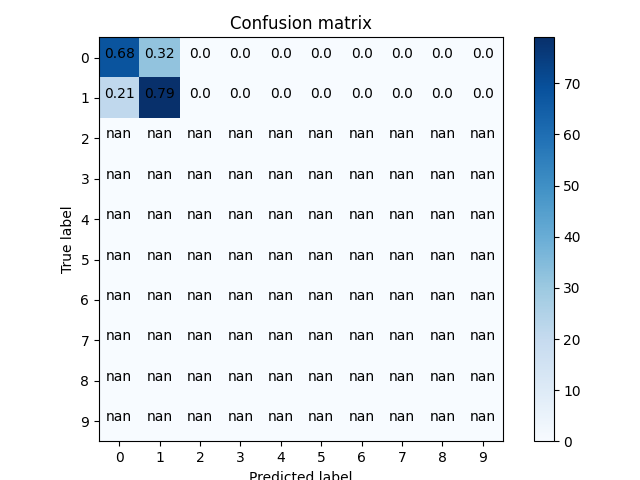 Confusion matrix
0 0.68 0.32 0.0 0.0 0.0 0.0 0.0 0.0 0.0 0.0
1 0.21 0.79 0.0 0.0 0.0 0.0 0.0 0.0 0.0 0.0
2 nan nan nan nan nan nan nan nan nan nan
3 nan nan nan nan nan nan nan nan nan nan
4 nan nan nan nan nan nan nan nan nan nan
5 nan nan nan nan nan nan nan nan nan nan
6 nan nan nan nan nan nan nan nan nan nan
7 nan nan nan nan nan nan nan nan nan nan
8 nan nan nan nan nan nan nan nan nan nan
9 nan nan nan nan nan nan nan nan nan nan
0 1 2 3 4 5 6 7 8 9
True label
Predicted label
70
60
50
40
30
20
10
0